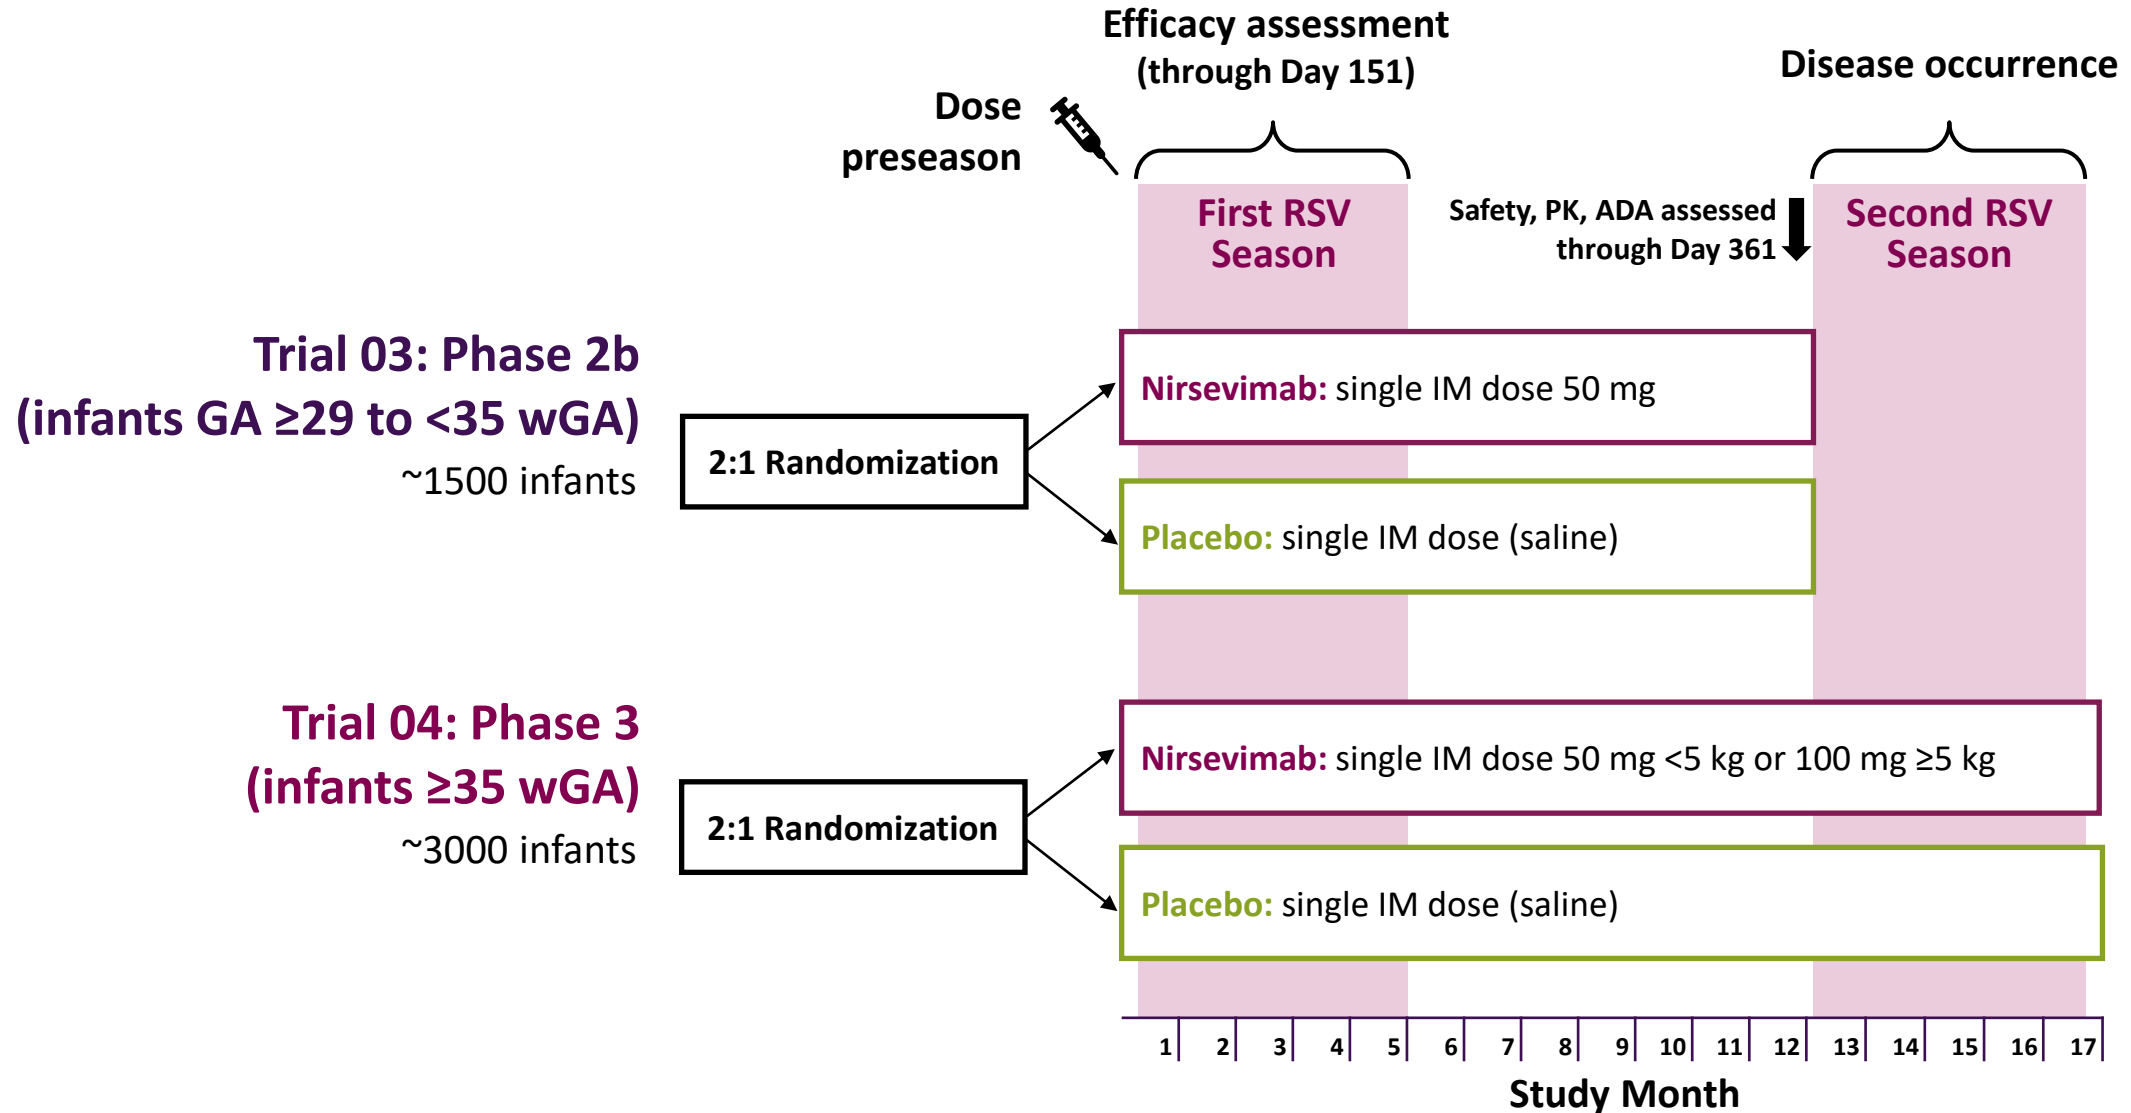 Efficacy assessment
(through Day 151)
Disease occurrence
Dose
preseason
First RSV
Season
Safety, PK, ADA assessed
through Day 361
Second RSV
Season
Trial 03: Phase 2b
(infants GA ≥29 to <35 wGA)
~1500 infants
2:1 Randomization
Nirsevimab: single IM dose 50 mg
Placebo: single IM dose (saline)
Trial 04: Phase 3
(infants ≥35 wGA)
~3000 infants
2:1 Randomization
Nirsevimab: single IM dose 50 mg <5 kg or 100 mg ≥5 kg
Placebo: single IM dose (saline)
1 2 3 4 5 6 7 8 9 10 11 12 13 14 15 16 17
Study Month